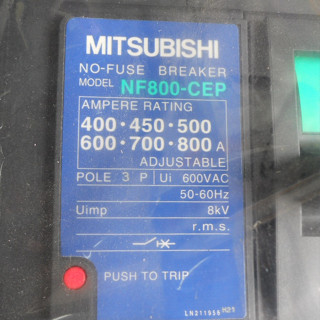 MITSUBISHI
NO-FUSE BREAKER
MODEL NF800-CEP
AMPERE RATING
400・450・500
600・700・800 A
ADJUSTABLE
POLE 3 P Ui 600VAC
50-60Hz
Uimp 8kV
r.m.s.
PUSH TO TRIP